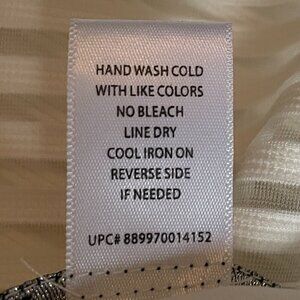 HAND WASH COLD
WITH LIKE COLORS
NO BLEACH
LINE DRY
COOL IRON ON
REVERSE SIDE
IF NEEDED
UPC# 889970014152